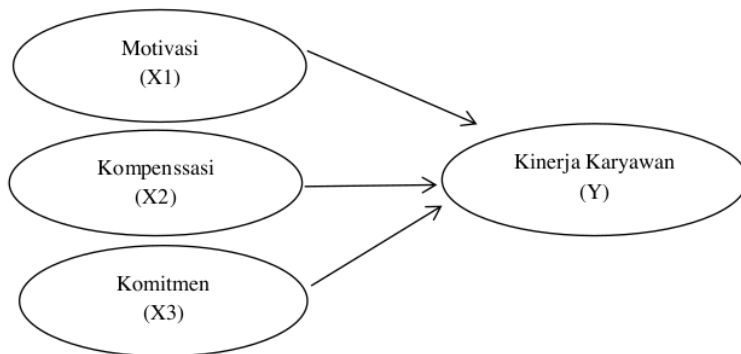 Motivasi
(X1)
Kompenssasi
(X2)
Kinerja Karyawan
(Y)
Komitmen
(X3)